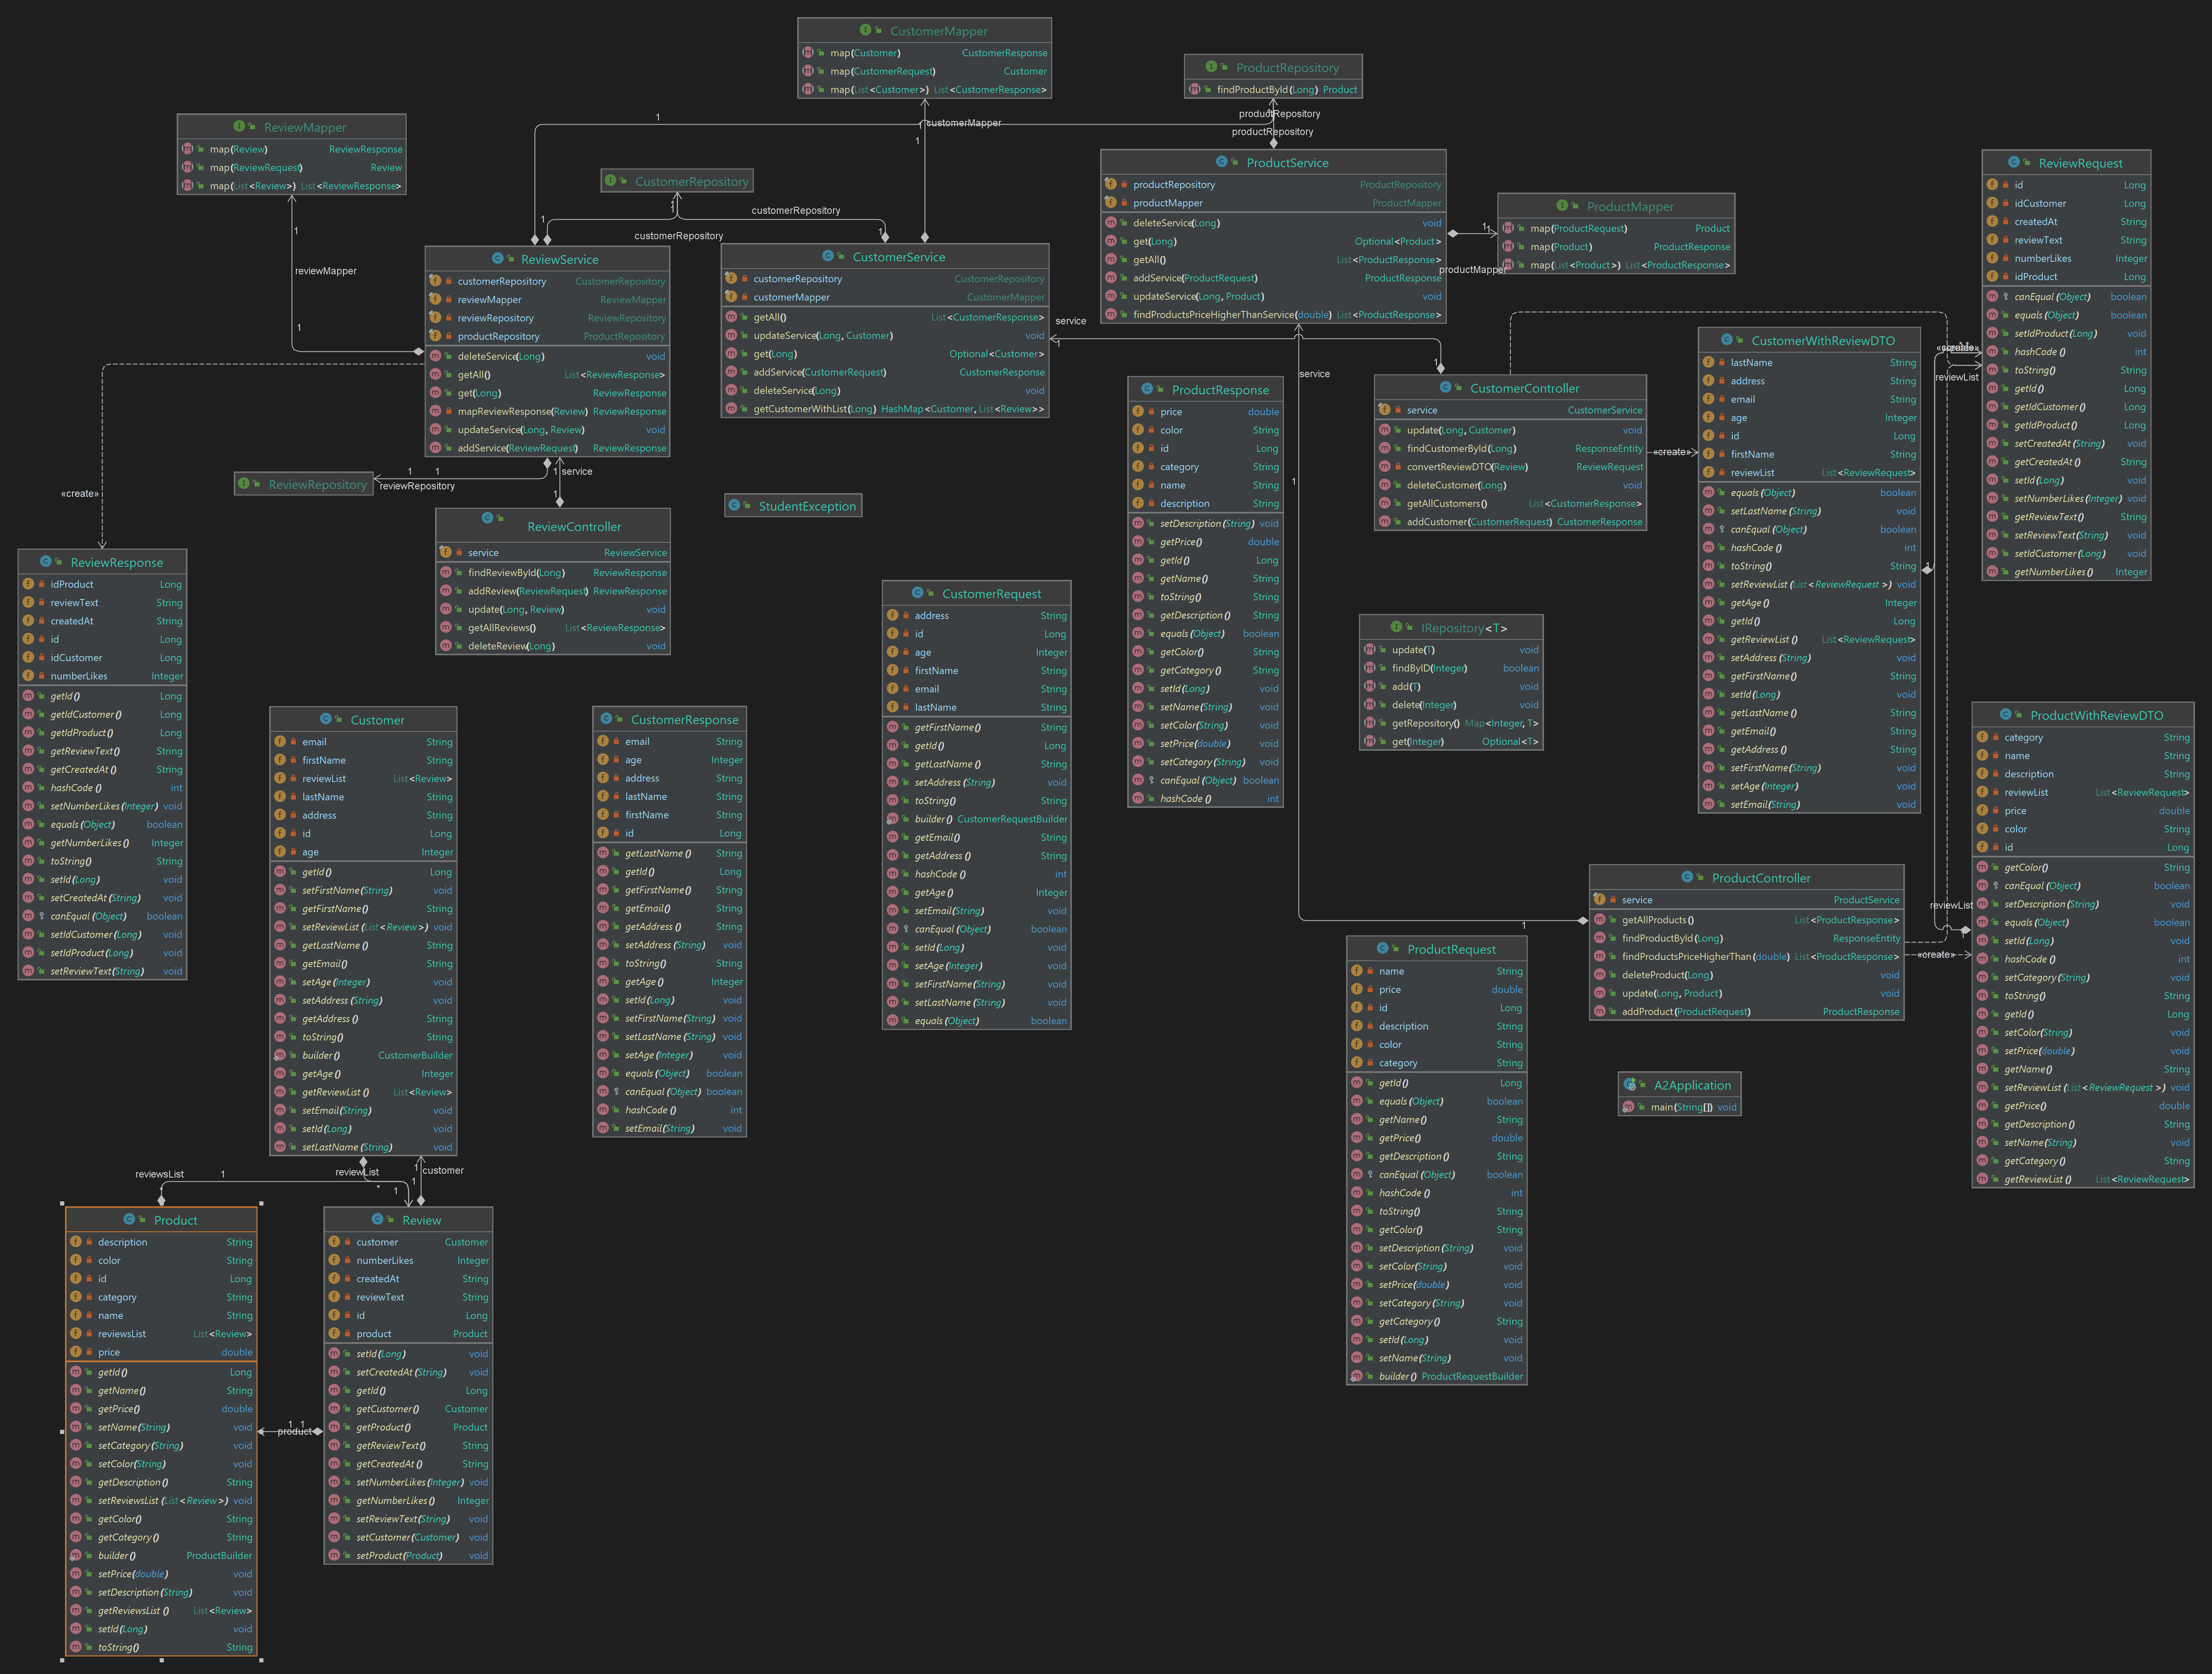 CustomerMapper
map(Customer) CustomerResponse
map(CustomerRequest) Customer
map(List<Customer>) List<CustomerResponse>
ProductRepository
findProductById(Long) Product
ReviewMapper
map(Review) ReviewResponse
map(ReviewRequest) Review
map(List<Review>) List<ReviewResponse>
CustomerRepository
1
1
customerMapper
1
productRepository
productRepository
1
customerRepository
1
1
customerRepository
1
reviewMapper
1
ProductService
productRepository ProductRepository
productMapper ProductMapper
deleteService(Long) void
get(Long) Optional<Product>
getAll() List<ProductResponse>
addService(ProductRequest) ProductResponse
updateService(Long, Product) void
findProductsPriceHigherThanService(double) List<ProductResponse>
1
1
productMapper
ProductMapper
map(ProductRequest) Product
map(Product) ProductResponse
map(List<Product>) List<ProductResponse>
ReviewRequest
id Long
idCustomer Long
createdAt String
reviewText String
numberLikes Integer
idProduct Long
canEqual(Object) boolean
equals(Object) boolean
setIdProduct(Long) void
hashCode() int
toString() String
getId() Long
getIdCustomer() Long
getIdProduct() Long
setCreatedAt(String) void
getCreatedAt() String
setId(Long) void
setNumberLikes(Integer) void
getReviewText() String
setReviewText(String) void
setIdCustomer(Long) void
getNumberLikes() Integer
ReviewService
customerRepository CustomerRepository
reviewMapper ReviewMapper
reviewRepository ReviewRepository
productRepository ProductRepository
deleteService(Long) void
getAll() List<ReviewResponse>
get(Long) ReviewResponse
mapReviewResponse(Review) ReviewResponse
updateService(Long, Review) void
addService(ReviewRequest) ReviewResponse
CustomerService
customerRepository CustomerRepository
customerMapper CustomerMapper
getAll() List<CustomerResponse>
updateService(Long, Customer) void
get(Long) Optional<Customer>
addService(CustomerRequest) CustomerResponse
deleteService(Long) void
getCustomerWithList(Long) HashMap<Customer, List<Review>>
service
1
1
service
1
1
CustomerController
service CustomerService
update(Long, Customer) void
findCustomerById(Long) ResponseEntity
convertReviewDTO(Review) ReviewRequest
deleteCustomer(Long) void
getAllCustomers() List<CustomerResponse>
addCustomer(CustomerRequest) CustomerResponse
«create»
CustomerWithReviewDTO
lastName String
address String
email String
age Integer
id Long
firstName String
reviewList List<ReviewRequest>
equals(Object) boolean
setLastName(String) void
canEqual(Object) boolean
hashCode() int
toString() String
setReviewList(List<ReviewRequest>) void
getAge() Integer
getId() Long
getReviewList() List<ReviewRequest>
setAddress(String) void
getFirstName() String
setId(Long) void
getLastName() String
getEmail() String
getAddress() String
setFirstName(String) void
setAge(Integer) void
setEmail(String) void
«create»
reviewList
1
ProductResponse
price double
color String
id Long
category String
name String
description String
setDescription(String) void
getPrice() double
getId() Long
getName() String
toString() String
getDescription() String
equals(Object) boolean
getColor() String
getCategory() String
setId(Long) void
setName(String) void
setColor(String) void
setPrice(double) void
setCategory(String) void
canEqual(Object) boolean
hashCode() int
ReviewRepository
1
1
reviewRepository
1
service
1
StudentException
«create»
ReviewController
service ReviewService
findReviewById(Long) ReviewResponse
addReview(ReviewRequest) ReviewResponse
update(Long, Review) void
getAllReviews() List<ReviewResponse>
deleteReview(Long) void
ReviewResponse
idProduct Long
reviewText String
createdAt String
id Long
idCustomer Long
numberLikes Integer
getId() Long
getIdCustomer() Long
getIdProduct() Long
getReviewText() String
getCreatedAt() String
hashCode() int
setNumberLikes(Integer) void
equals(Object) boolean
getNumberLikes() Integer
toString() String
setId(Long) void
setCreatedAt(String) void
canEqual(Object) boolean
setIdCustomer(Long) void
setIdProduct(Long) void
setReviewText(String) void
CustomerRequest
address String
id Long
age Integer
firstName String
email String
lastName String
getFirstName() String
getId() Long
getLastName() String
setAddress(String) void
toString() String
builder() CustomerRequestBuilder
getEmail() String
getAddress() String
hashCode() int
getAge() Integer
setEmail(String) void
canEqual(Object) boolean
setId(Long) void
setAge(Integer) void
setFirstName(String) void
setLastName(String) void
equals(Object) boolean
IRepository<T>
update(T) void
findByID(Integer) boolean
add(T) void
delete(Integer) void
getRepository() Map<Integer, T>
get(Integer) Optional<T>
Customer
email String
firstName String
reviewList List<Review>
lastName String
address String
id Long
age Integer
getId() Long
setFirstName(String) void
getFirstName() String
setReviewList(List<Review>) void
getLastName() String
getEmail() String
setAge(Integer) void
setAddress(String) void
getAddress() String
toString() String
builder() CustomerBuilder
getAge() Integer
getReviewList() List<Review>
setEmail(String) void
setId(Long) void
setLastName(String) void
CustomerResponse
email String
age Integer
address String
lastName String
firstName String
id Long
getLastName() String
getId() Long
getFirstName() String
getEmail() String
getAddress() String
setAddress(String) void
toString() String
getAge() Integer
setId(Long) void
setFirstName(String) void
setLastName(String) void
setAge(Integer) void
equals(Object) boolean
canEqual(Object) boolean
hashCode() int
setEmail(String) void
ProductWithReviewDTO
category String
name String
description String
reviewList List<ReviewRequest>
price double
color String
id Long
getColor() String
canEqual(Object) boolean
setDescription(String) void
equals(Object) boolean
setId(Long) void
hashCode() int
setCategory(String) void
toString() String
getId() Long
setColor(String) void
setPrice(double) void
getName() String
setReviewList(List<ReviewRequest>) void
getPrice() double
getDescription() String
setName(String) void
getCategory() String
getReviewList() List<ReviewRequest>
reviewList
1
«create»
ProductController
service ProductService
getAllProducts() List<ProductResponse>
findProductById(Long) ResponseEntity
findProductsPriceHigherThan(double) List<ProductResponse>
deleteProduct(Long) void
update(Long, Product) void
addProduct(ProductRequest) ProductResponse
1
ProductRequest
name String
price double
id Long
description String
color String
category String
getId() Long
equals(Object) boolean
getName() String
getPrice() double
getDescription() String
canEqual(Object) boolean
hashCode() int
toString() String
getColor() String
setDescription(String) void
setColor(String) void
setPrice(double) void
setCategory(String) void
getCategory() String
setId(Long) void
setName(String) void
builder() ProductRequestBuilder
A2Application
main(String[]) void
reviewsList
1
reviewList
1
customer
*
1
1
*
Product
description String
color String
id Long
category String
name String
reviewsList List<Review>
price double
getId() Long
getName() String
getPrice() double
setName(String) void
setCategory(String) void
setColor(String) void
getDescription() String
setReviewsList(List<Review>) void
getColor() String
getCategory() String
builder() ProductBuilder
setPrice(double) void
setDescription(String) void
getReviewsList() List<Review>
setId(Long) void
toString() String
1
1
product
Review
customer Customer
numberLikes Integer
createdAt String
reviewText String
id Long
product Product
setId(Long) void
setCreatedAt(String) void
getId() Long
getCustomer() Customer
getProduct() Product
getReviewText() String
getCreatedAt() String
setNumberLikes(Integer) void
getNumberLikes() Integer
setReviewText(String) void
setCustomer(Customer) void
setProduct(Product) void